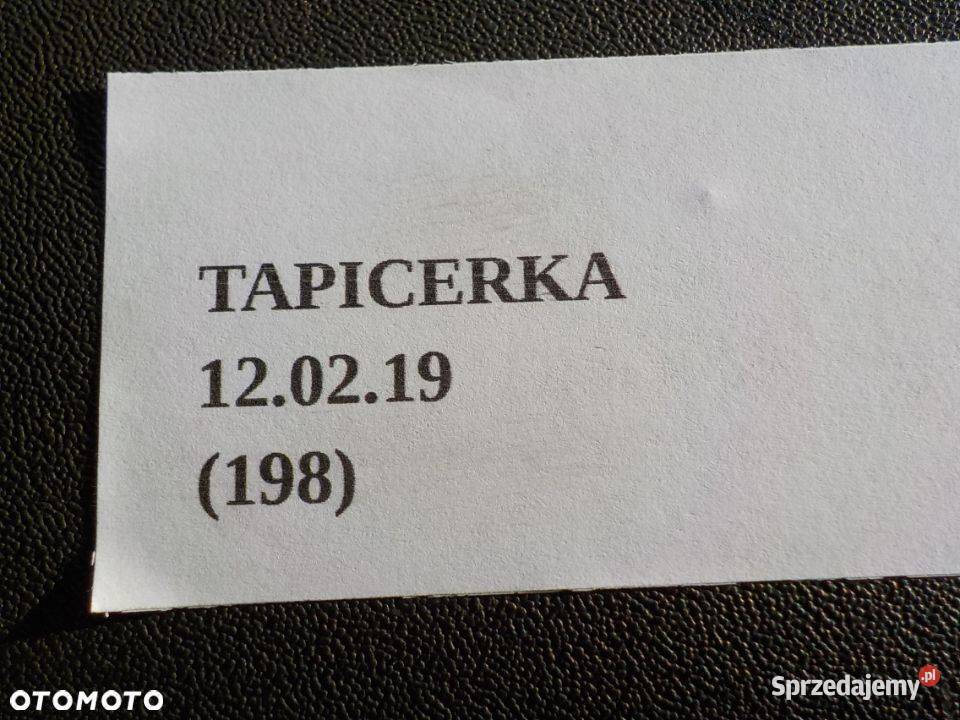 TAPICERKA
12.02.19
(198)
OTOMOTO
Sprzedajemy.pl